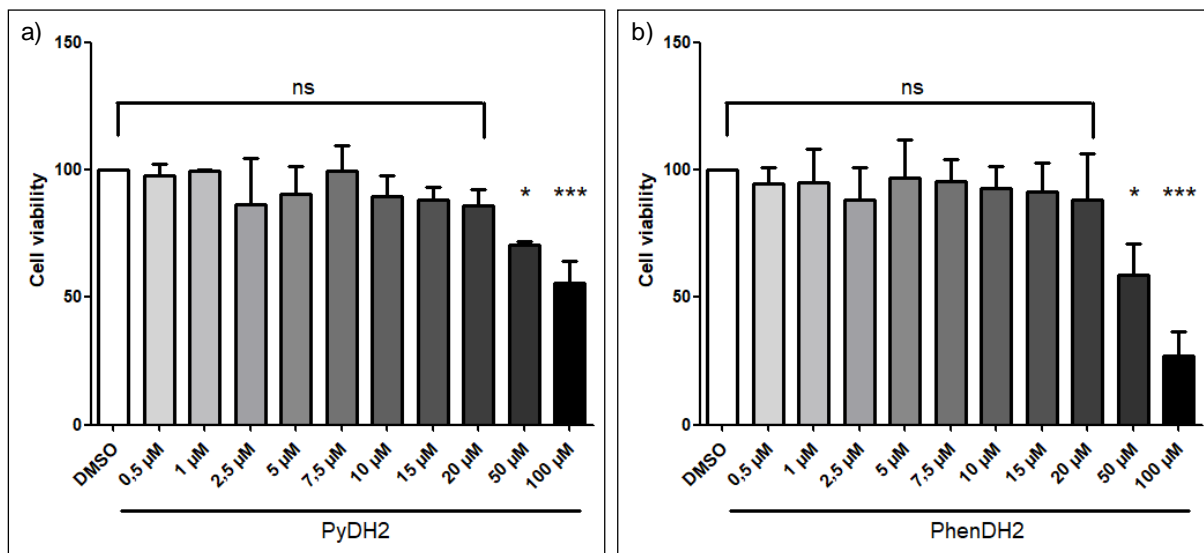 a)
150
100
50
0
Cell viability
ns
*
***
DMSO
0,5 µM
1 µM
2,5 µM
5 µM
7,5 µM
10 µM
15 µM
20 µM
50 µM
100 µM
PyDH2
b)
150
100
50
0
Cell viability
ns
*
***
DMSO
0,5 µM
1 µM
2,5 µM
5 µM
7,5 µM
10 µM
15 µM
20 µM
50 µM
100 µM
PhenDH2